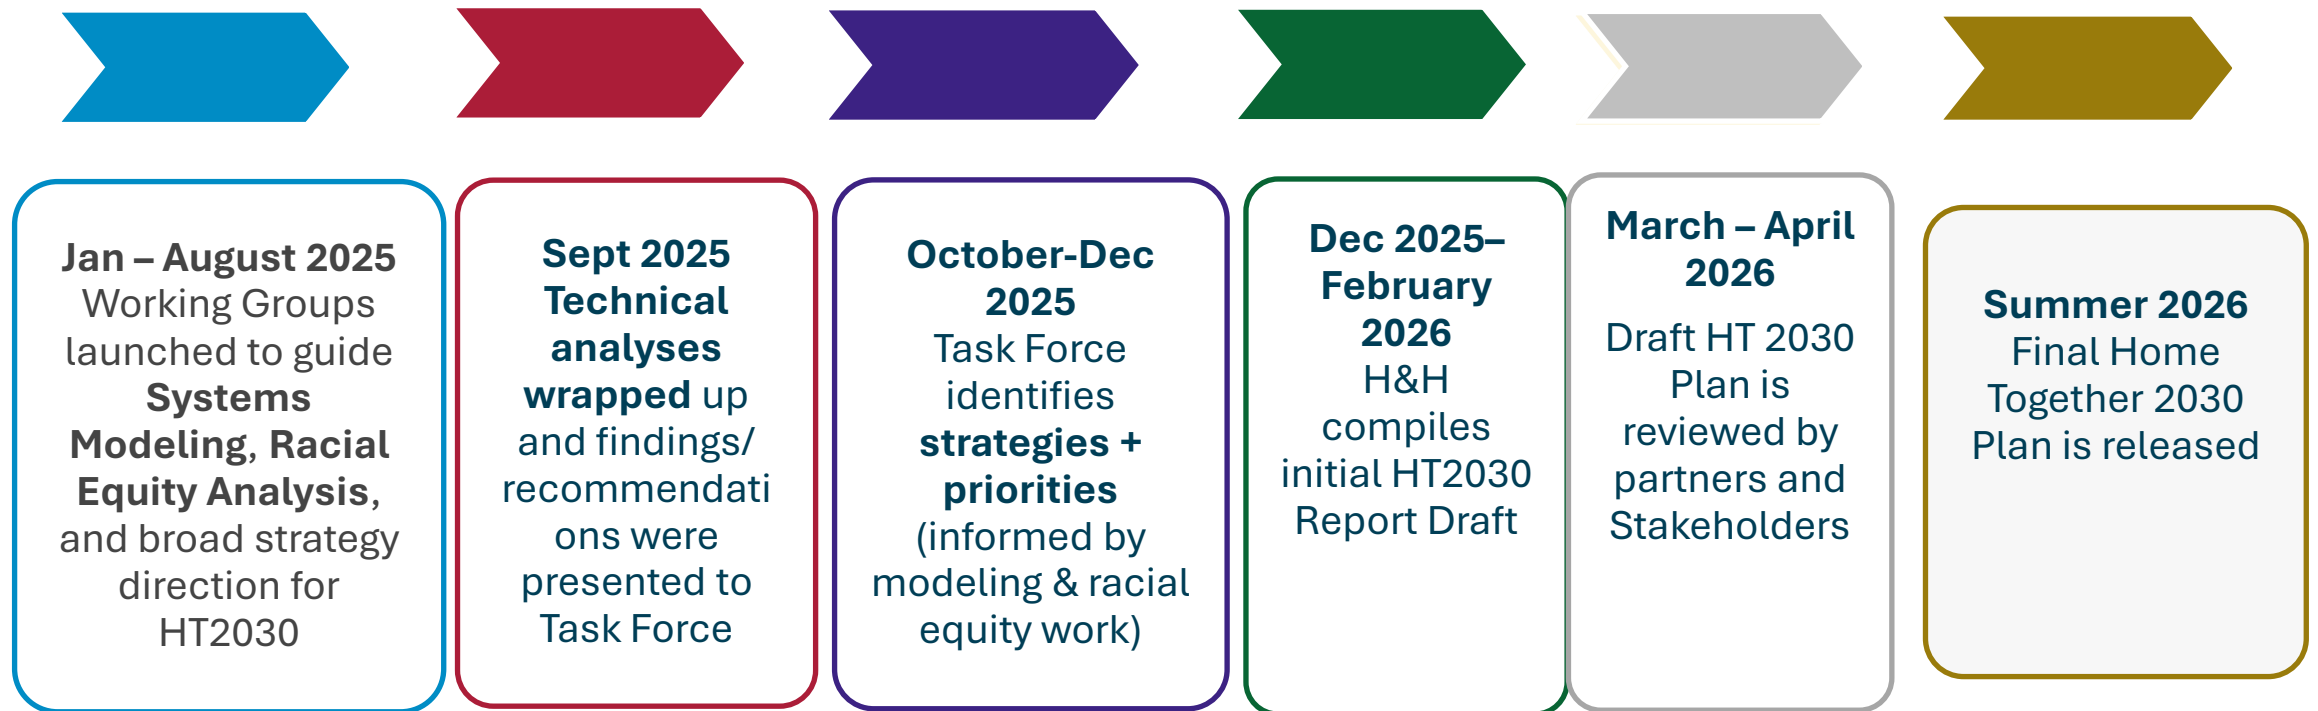 Jan – August 2025
Working Groups
launched to guide
Systems
Modeling, Racial
Equity Analysis,
and broad strategy
direction for
HT2030
Sept 2025
Technical
analyses
wrapped up
and findings/
recommendati
ons were
presented to
Task Force
October-Dec
2025
Task Force
identifies
strategies +
priorities
(informed by
modeling & racial
equity work)
Dec 2025–
February
2026
H&H
compiles
initial HT2030
Report Draft
March – April
2026
Draft HT 2030
Plan is
reviewed by
partners and
Stakeholders
Summer 2026
Final Home
Together 2030
Plan is released